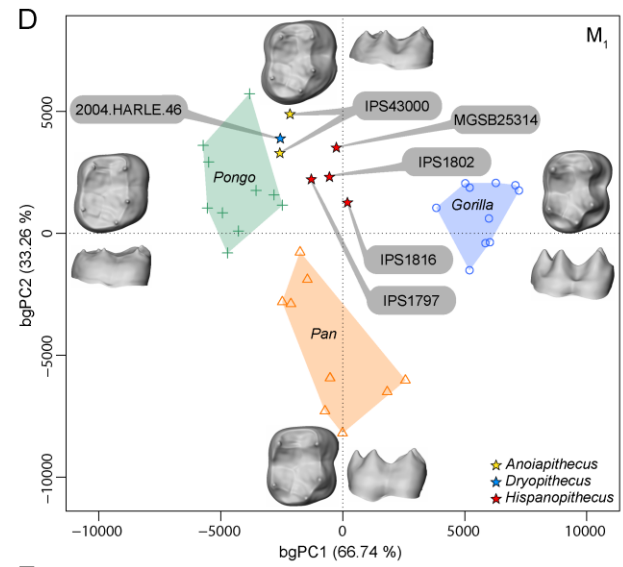 D
M1
2004.HARLE.46
IPS43000
MGSB25314
IPS1802
Pongo
Gorilla
IPS1816
IPS1797
Pan
Anoiapithecus
Dryopithecus
Hispanopithecus
5000
0
−5000
−10000
bgPC2 (33.26 %)
−10000
−5000
0
5000
10000
bgPC1 (66.74 %)